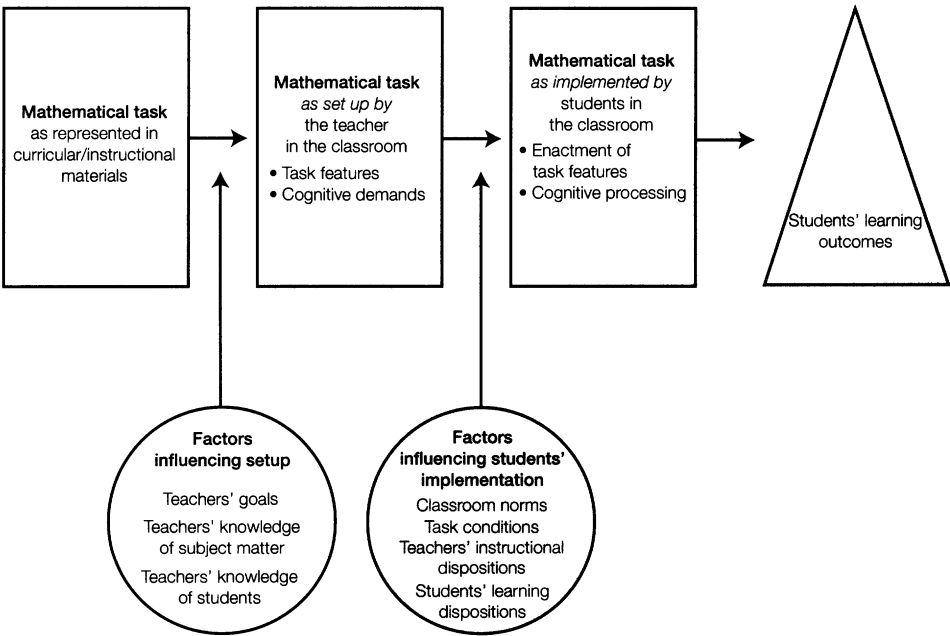 Mathematical task
as represented in
curricular/instructional
materials
Mathematical task
as set up by
the teacher
in the classroom
• Task features
• Cognitive demands
Mathematical task
as implemented by
students in
the classroom
• Enactment of
task features
• Cognitive processing
Students' learning
outcomes
Factors
influencing setup
Teachers' goals
Teachers' knowledge
of subject matter
Teachers' knowledge
of students
Factors
influencing students'
implementation
Classroom norms
Task conditions
Teachers' instructional
dispositions
Students' learning
dispositions